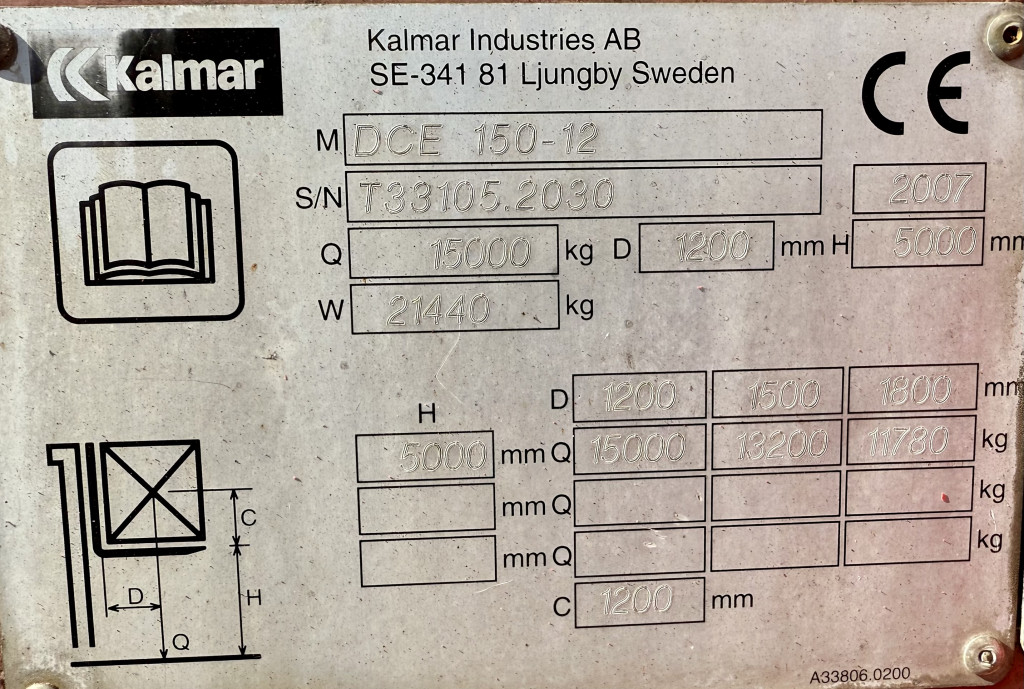 Kalmar
Kalmar Industries AB
SE-341 81 Ljungby Sweden
CE
M DCE 150-12
S/N T33105.2030 2007
Q 15000 kg D 1200 mm H 5000 mm
W 21440 kg
D 1200 1500 1800 mm
H
5000 mm Q 15000 13200 11780 kg
mm Q kg
mm Q kg
C 1200 mm
C
D
H
Q
A33806.0200